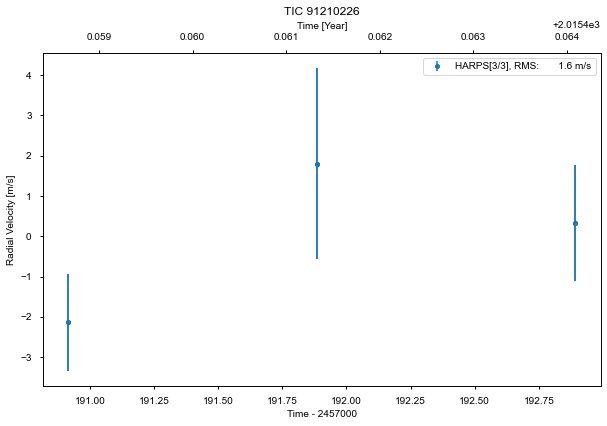 TIC 91210226
Time [Year]
+2.0154e3
0.059 0.060 0.061 0.062 0.063 0.064
HARPS[3/3], RMS: 1.6 m/s
Radial Velocity [m/s]
4
3
2
1
0
−1
−2
−3
191.00 191.25 191.50 191.75 192.00 192.25 192.50 192.75
Time - 2457000